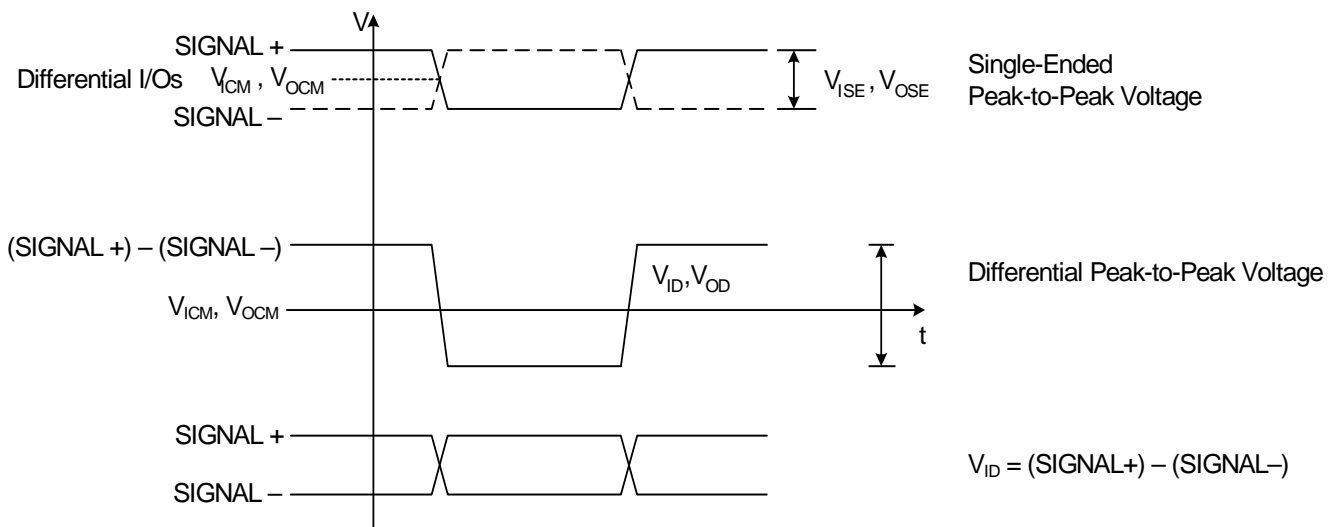 V
SIGNAL +
Differential I/Os V_ICM , V_OCM
SIGNAL –
V_ISE , V_OSE
Single-Ended
Peak-to-Peak Voltage
(SIGNAL +) – (SIGNAL –)
V_ID,V_OD
Differential Peak-to-Peak Voltage
V_ICM, V_OCM
t
SIGNAL +
SIGNAL –
V_ID = (SIGNAL+) – (SIGNAL–)